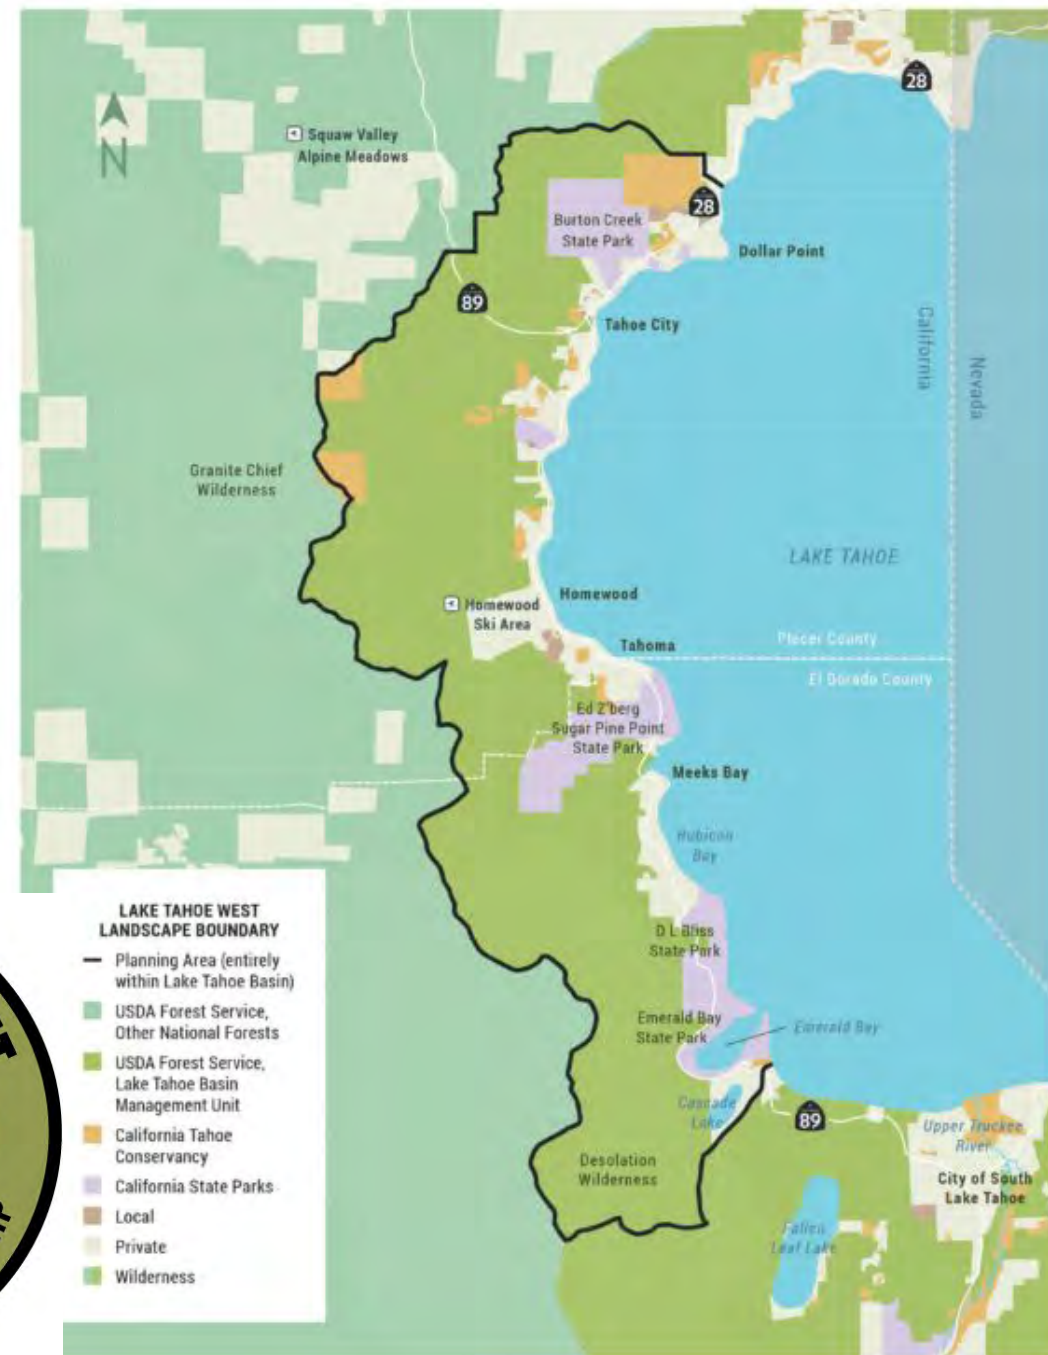 28
Squaw Valley
Alpine Meadows
N
28
Burton Creek
State Park
Dollar Point
89
Tahoe City
California
Nevada
Granite Chief
Wilderness
LAKE TAHOE
Homewood
Homewood
Ski Area
Tahoma
Placer County
El Dorado County
Ed Z'berg
Sugar Pine Point
State Park
Meeks Bay
Rubicon
Bay
D L Bliss
State Park
Emerald Bay
State Park
Emerald Bay
Cascade
Lake
89
Upper Truckee
River
Desolation
Wilderness
City of South
Lake Tahoe
Fallen
Leaf Lake
LAKE TAHOE WEST
LANDSCAPE BOUNDARY
Planning Area (entirely
within Lake Tahoe Basin)
USDA Forest Service,
Other National Forests
USDA Forest Service,
Lake Tahoe Basin
Management Unit
California Tahoe
Conservancy
California State Parks
Local
Private
Wilderness